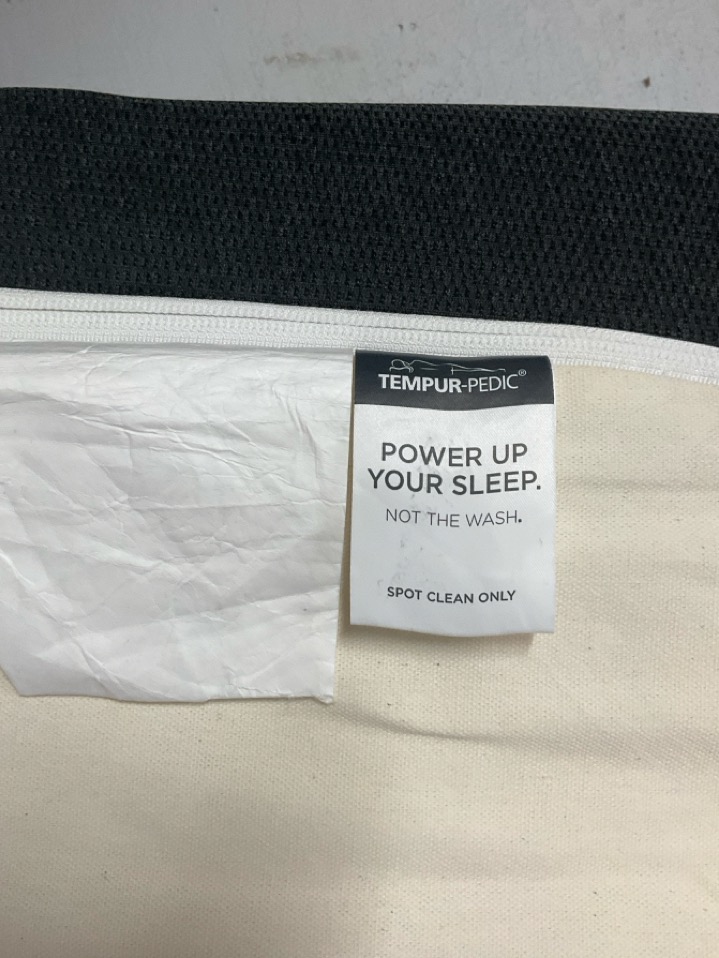 TEMPUR-PEDIC®
POWER UP
YOUR SLEEP.
NOT THE WASH.
SPOT CLEAN ONLY